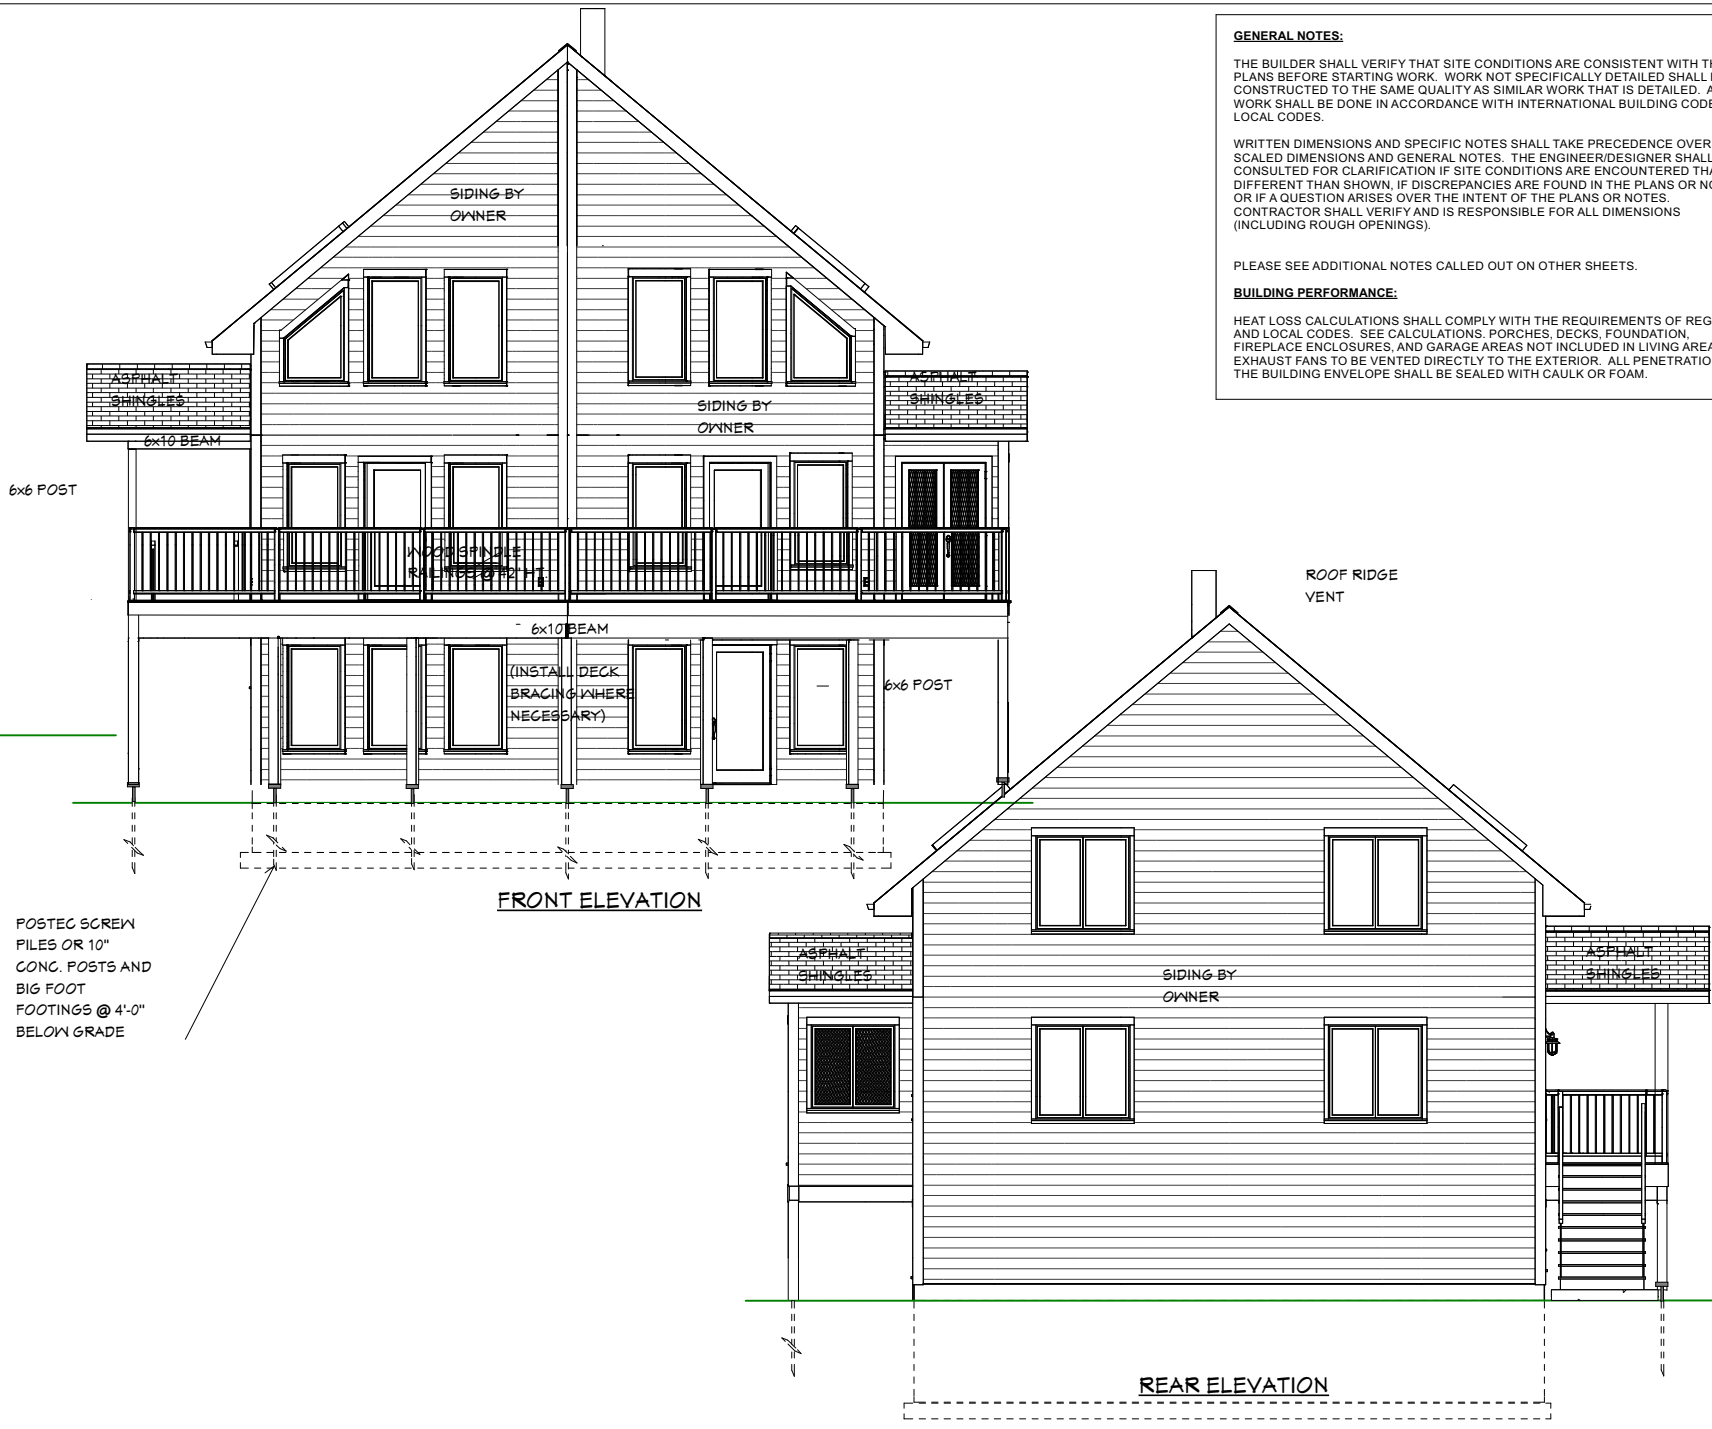 GENERAL NOTES:
THE BUILDER SHALL VERIFY THAT SITE CONDITIONS ARE CONSISTENT WITH
PLANS BEFORE STARTING WORK. WORK NOT SPECIFICALLY DETAILED SHALL
CONSTRUCTED TO THE SAME QUALITY AS SIMILAR WORK THAT IS DETAILED.
WORK SHALL BE DONE IN ACCORDANCE WITH INTERNATIONAL BUILDING CODE
LOCAL CODES.
WRITTEN DIMENSIONS AND SPECIFIC NOTES SHALL TAKE PRECEDENCE OVER
SCALED DIMENSIONS AND GENERAL NOTES. THE ENGINEER/DESIGNER SHALL
CONSULTED FOR CLARIFICATION IF SITE CONDITIONS ARE ENCOUNTERED
DIFFERENT THAN SHOWN, IF DISCREPANCIES ARE FOUND IN THE PLANS OR
OR IF A QUESTION ARISES OVER THE INTENT OF THE PLANS OR NOTES.
CONTRACTOR SHALL VERIFY AND IS RESPONSIBLE FOR ALL DIMENSIONS
(INCLUDING ROUGH OPENINGS).
PLEASE SEE ADDITIONAL NOTES CALLED OUT ON OTHER SHEETS.
BUILDING PERFORMANCE:
HEAT LOSS CALCULATIONS SHALL COMPLY WITH THE REQUIREMENTS OF
AND LOCAL CODES. SEE CALCULATIONS. PORCHES, DECKS, FOUNDATION,
FIREPLACE ENCLOSURES, AND GARAGE AREAS NOT INCLUDED IN LIVING AREA
EXHAUST FANS TO BE VENTED DIRECTLY TO THE EXTERIOR. ALL
THE BUILDING ENVELOPE SHALL BE SEALED WITH CAULK OR FOAM.
SIDING BY
OWNER
ASPHALT
SHINGLES
6x10 BEAM
6x6 POST
SIDING BY
OWNER
ASPHALT
SHINGLES
WOOD SPINDLE
RAILINGS @ 42" HT.
6x10 BEAM
(INSTALL DECK
BRACING WHERE
NECESSARY)
6x6 POST
FRONT ELEVATION
POSTEC SCREW
PILES OR 10"
CONC. POSTS AND
BIG FOOT
FOOTINGS @ 4'-0"
BELOW GRADE
ROOF RIDGE
VENT
ASPHALT
SHINGLES
SIDING BY
OWNER
ASPHALT
SHINGLES
REAR ELEVATION